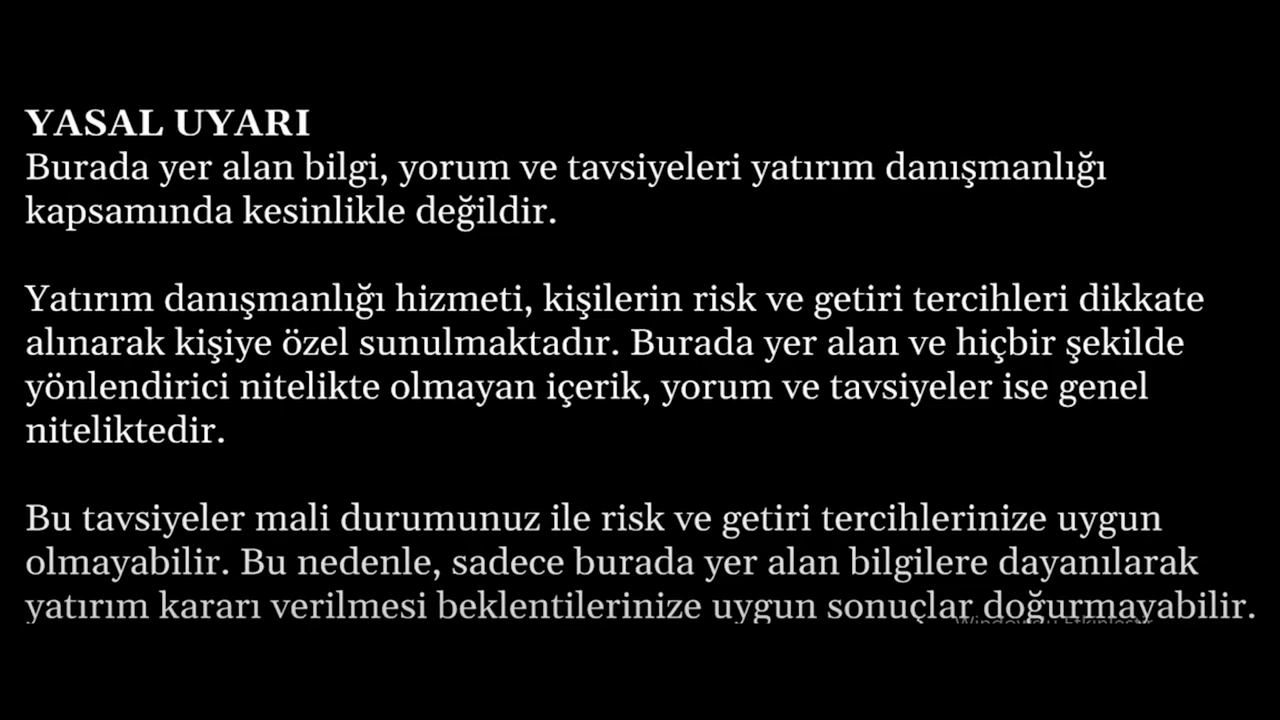 YASAL UYARI
Burada yer alan bilgi, yorum ve tavsiyeleri yatırım danışmanlığı
kapsamında kesinlikle değildir.
Yatırım danışmanlığı hizmeti, kişilerin risk ve getiri tercihleri dikkate
alınarak kişiye özel sunulmaktadır. Burada yer alan ve hiçbir şekilde
yönlendirici nitelikte olmayan içerik, yorum ve tavsiyeler ise genel
niteliktedir.
Bu tavsiyeler mali durumunuz ile risk ve getiri tercihlerinize uygun
olmayabilir. Bu nedenle, sadece burada yer alan bilgilere dayanılarak
yatırım kararı verilmesi beklentilerinize uygun sonuçlar doğurmayabilir.